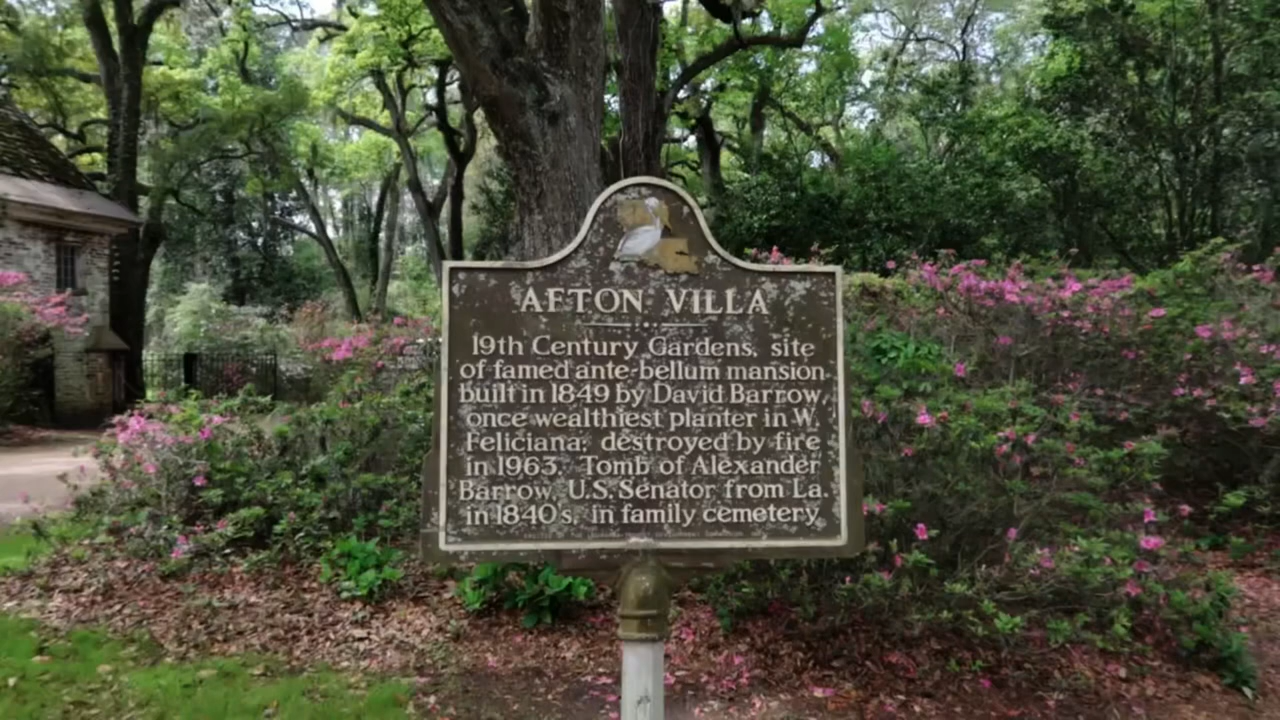 AFTON VILLA
19th Century Gardens, site
of famed ante-bellum mansion
built in 1849 by David Barrow,
once wealthiest planter in W.
Feliciana; destroyed by fire
in 1963. Tomb of Alexander
Barrow, U.S. Senator from La.
in 1840's, in family cemetery